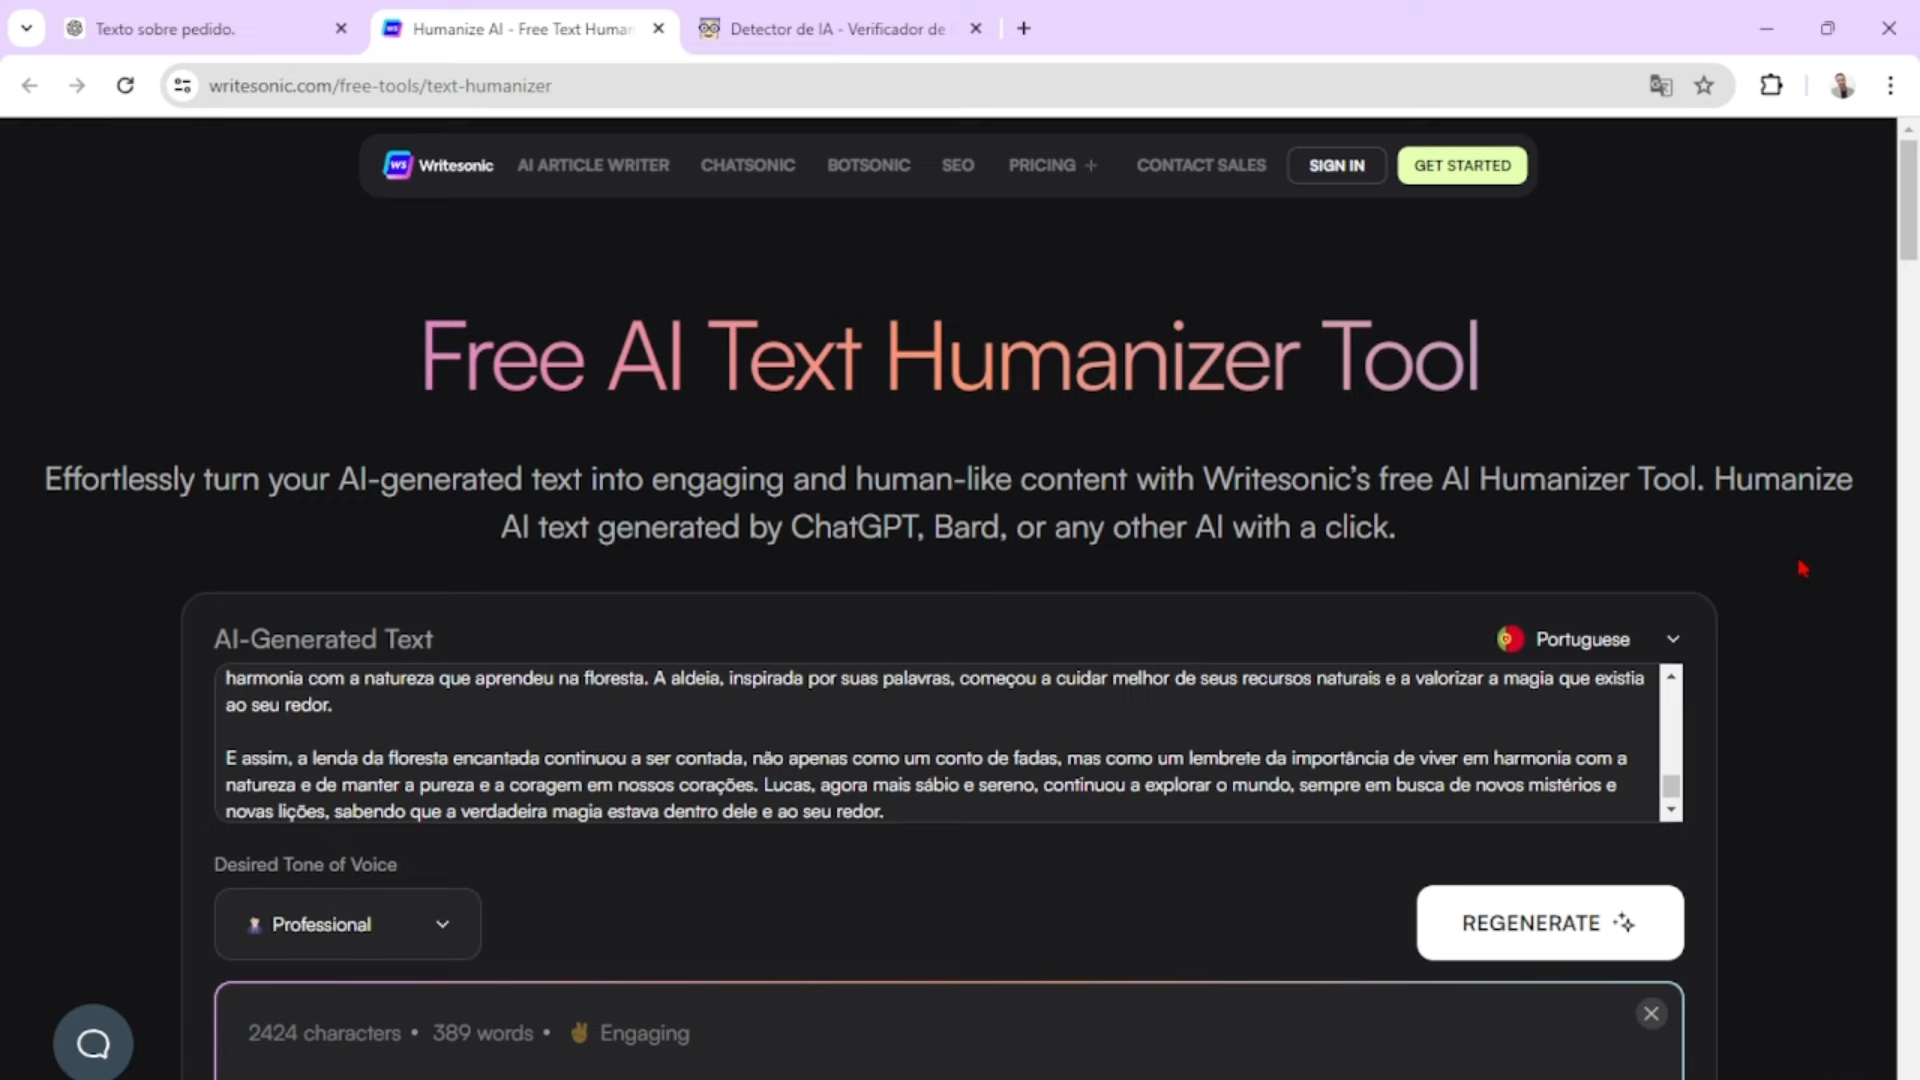 Texto sobre pedido.
Humanize AI - Free Text Human
Detector de IA - Verificador de
writesonic.com/free-tools/text-humanizer
WS Writesonic
AI ARTICLE WRITER
CHATSONIC
BOTSONIC
SEO
PRICING +
CONTACT SALES
SIGN IN
GET STARTED
Free AI Text Humanizer Tool
Effortlessly turn your AI-generated text into engaging and human-like content with Writesonic’s free AI Humanizer Tool. Humanize
AI text generated by ChatGPT, Bard, or any other AI with a click.
AI-Generated Text
Portuguese
harmonia com a natureza que aprendeu na floresta. A aldeia, inspirada por suas palavras, começou a cuidar melhor de seus recursos naturais e a valorizar a magia que existia
ao seu redor.
E assim, a lenda da floresta encantada continuou a ser contada, não apenas como um conto de fadas, mas como um lembrete da importância de viver em harmonia com a
natureza e de manter a pureza e a coragem em nossos corações. Lucas, agora mais sábio e sereno, continuou a explorar o mundo, sempre em busca de novos mistérios e
novas lições, sabendo que a verdadeira magia estava dentro dele e ao seu redor.
Desired Tone of Voice
Professional
REGENERATE
2424 characters • 389 words • Engaging